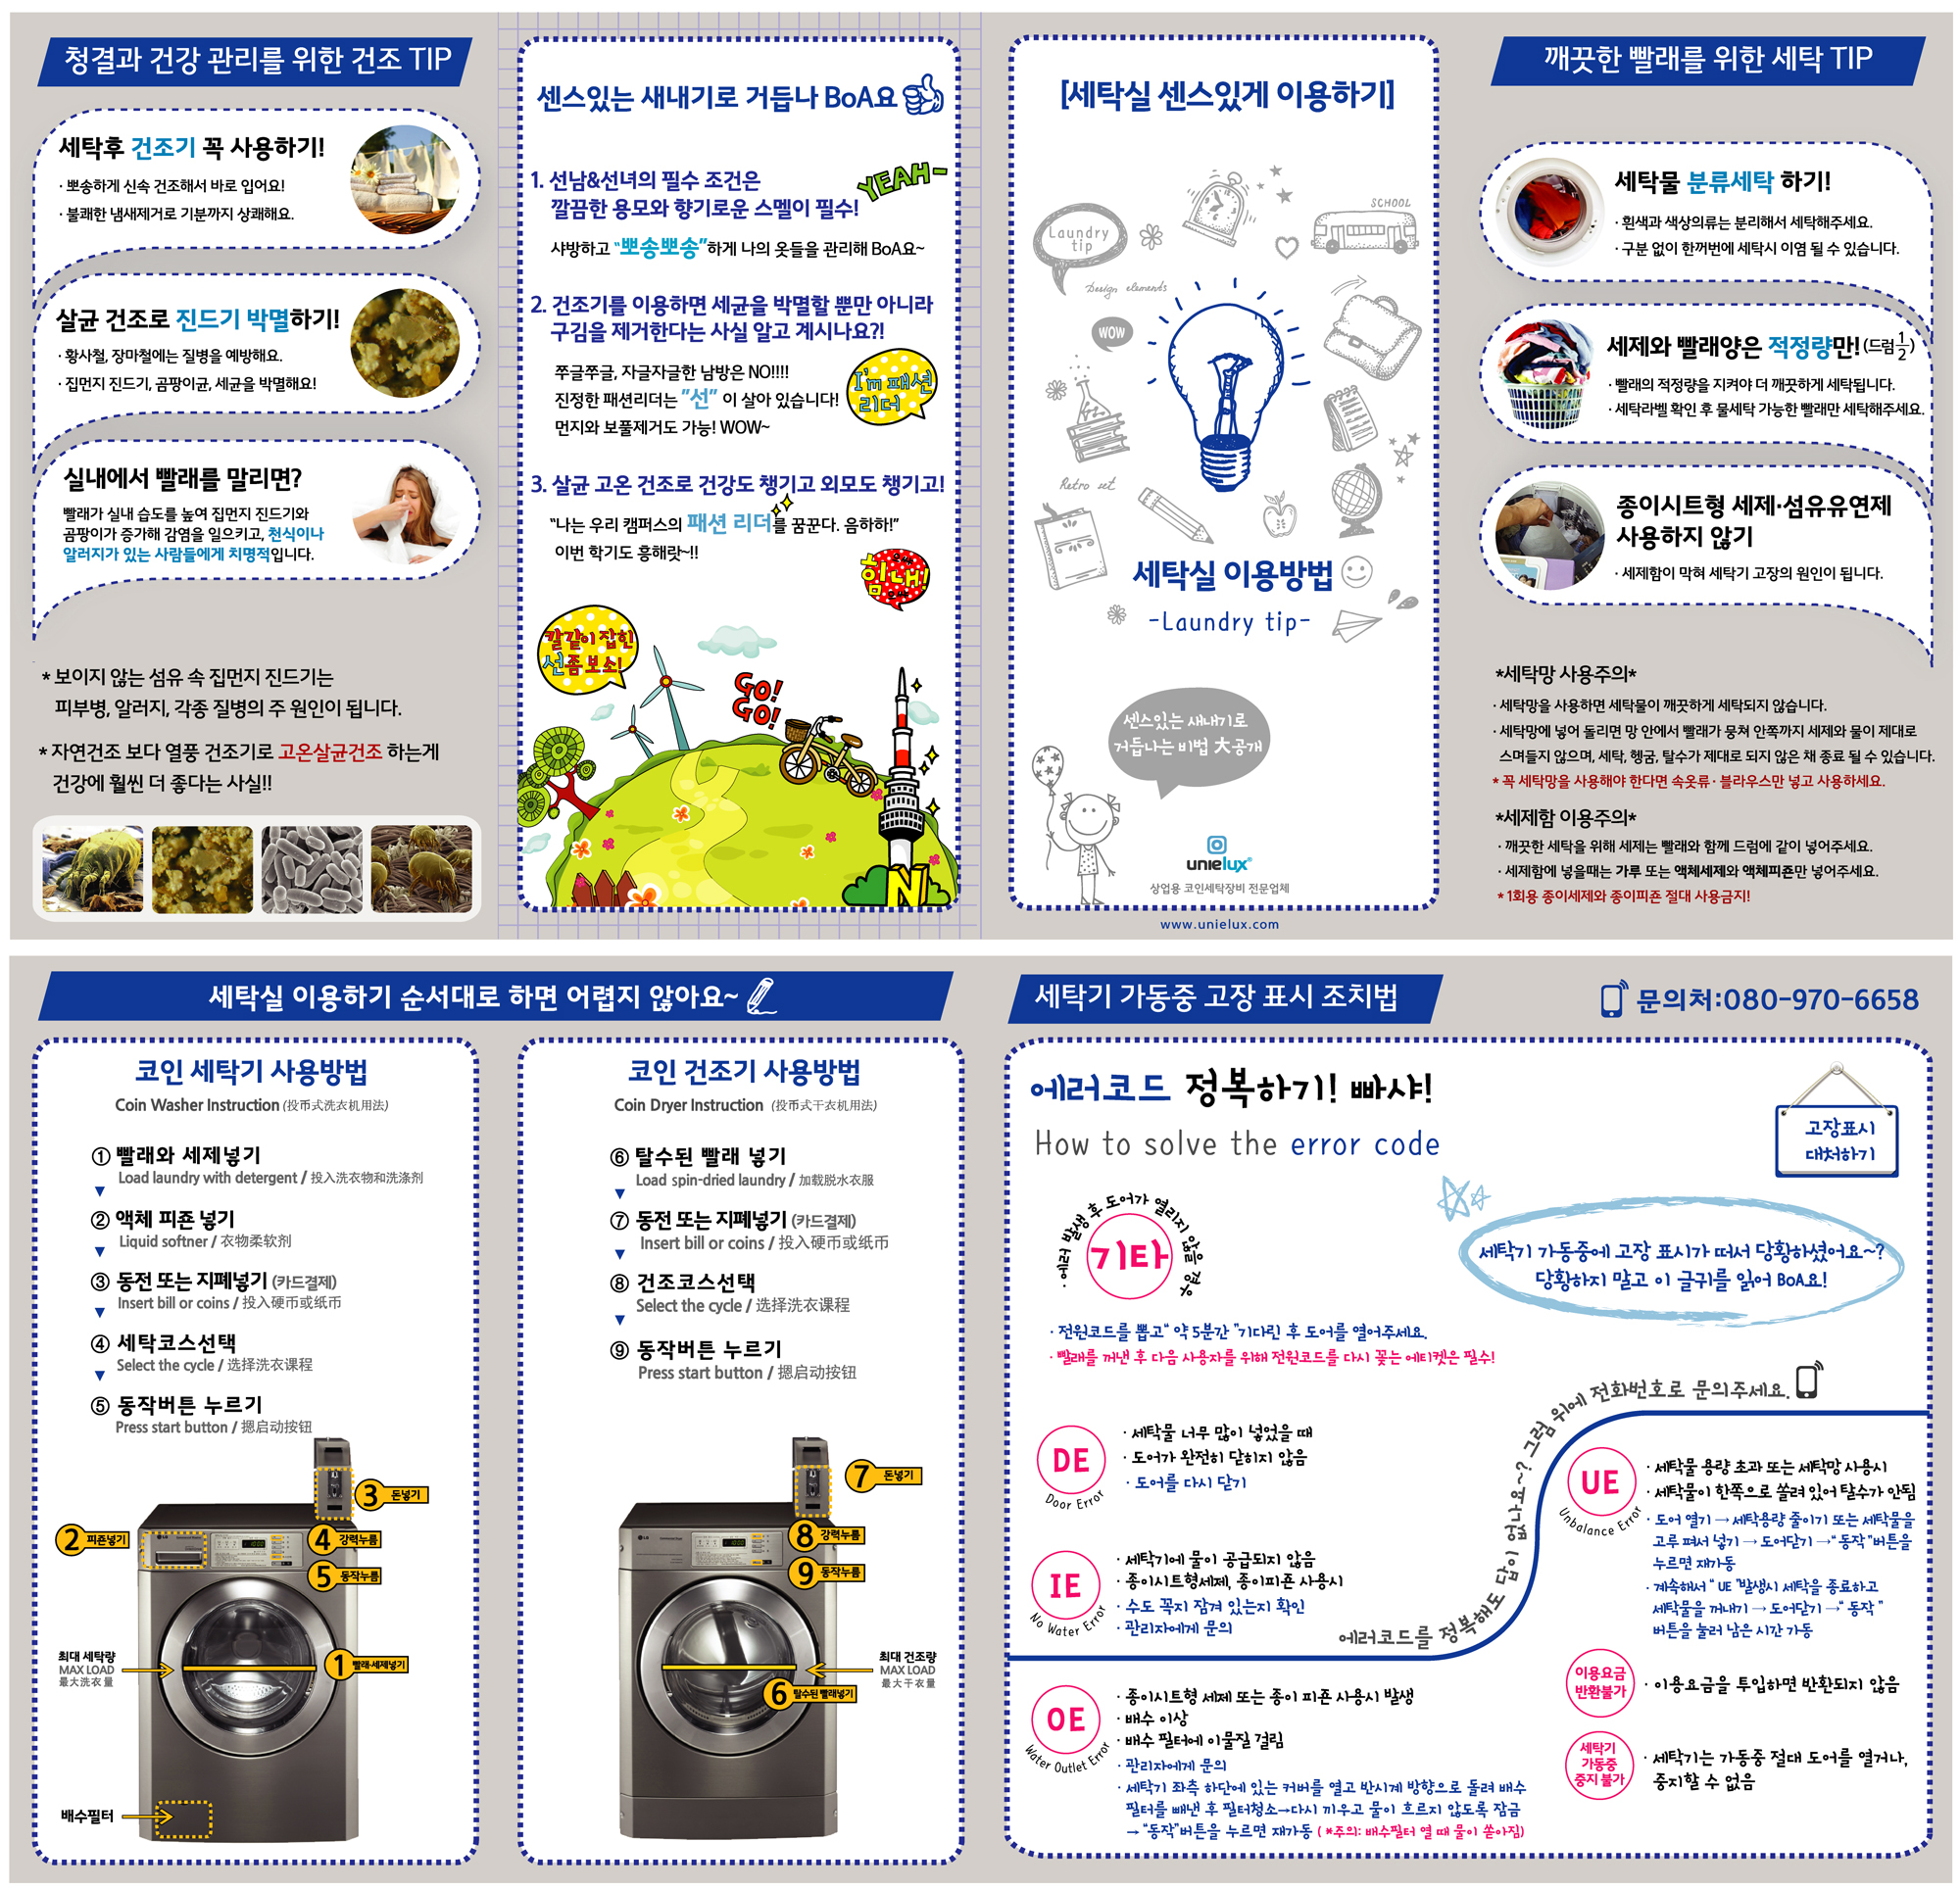 청결과 건강 관리를 위한 건조 TIP
세탁후 건조기 꼭 사용하기!
· 뽀송하게 신속 건조해서 바로 입어요!
· 불쾌한 냄새제거로 기분까지 상쾌해요.
살균 건조로 진드기 박멸하기!
· 황사철, 장마철에는 질병을 예방해요.
· 집먼지 진드기, 곰팡이균, 세균을 박멸해요!
실내에서 빨래를 말리면?
빨래가 실내 습도를 높여 집먼지 진드기와
곰팡이가 증가해 감염을 일으키고, 천식이나
알러지가 있는 사람들에게 치명적입니다.
* 보이지 않는 섬유 속 집먼지 진드기는
피부병, 알러지, 각종 질병의 주 원인이 됩니다.
* 자연건조 보다 열풍 건조기로 고온살균건조 하는게
건강에 훨씬 더 좋다는 사실!!
센스있는 새내기로 거듭나 BoA요
1. 선남&선녀의 필수 조건은
깔끔한 용모와 향기로운 스멜이 필수!
YEAH~
샤방하고 "뽀송뽀송"하게 나의 옷들을 관리해 BoA요~
2. 건조기를 이용하면 세균을 박멸할 뿐만 아니라
구김을 제거한다는 사실 알고 계시나요?!
쭈글쭈글, 자글자글한 남방은 NO!!!!
진정한 패션리더는 "선" 이 살아 있습니다!
먼지와 보풀제거도 가능! WOW~
I'm 패션
리더
3. 살균 고온 건조로 건강도 챙기고 외모도 챙기고!
"나는 우리 캠퍼스의 패션 리더를 꿈꾼다. 음하하!"
이번 학기도 흥해랏~!!
힘내!
칼같이 잡힌
선좀 보소!
GO!
GO!
N
[세탁실 센스있게 이용하기]
Laundry
tip
SCHOOL
Design elements
WOW
Retro set
세탁실 이용방법
-Laundry tip-
센스있는 새내기로
거듭나는 비법 大공개
unielux
상업용 코인세탁장비 전문업체
www.unielux.com
깨끗한 빨래를 위한 세탁 TIP
세탁물 분류세탁 하기!
· 흰색과 색상의류는 분리해서 세탁해주세요.
· 구분 없이 한꺼번에 세탁시 이염 될 수 있습니다.
세제와 빨래양은 적정량만! (드럼 1/2)
· 빨래의 적정량을 지켜야 더 깨끗하게 세탁됩니다.
· 세탁라벨 확인 후 물세탁 가능한 빨래만 세탁해주세요.
종이시트형 세제·섬유유연제
사용하지 않기
· 세제함이 막혀 세탁기 고장의 원인이 됩니다.
*세탁망 사용주의*
· 세탁망을 사용하면 세탁물이 깨끗하게 세탁되지 않습니다.
· 세탁망에 넣어 돌리면 망 안에서 빨래가 뭉쳐 안쪽까지 세제와 물이 제대로
스며들지 않으며, 세탁, 헹굼, 탈수가 제대로 되지 않은 채 종료 될 수 있습니다.
* 꼭 세탁망을 사용해야 한다면 속옷류 · 블라우스만 넣고 사용하세요.
*세제함 이용주의*
· 깨끗한 세탁을 위해 세제는 빨래와 함께 드럼에 같이 넣어주세요.
· 세제함에 넣을때는 가루 또는 액체세제와 액체피죤만 넣어주세요.
* 1회용 종이세제와 종이피죤 절대 사용금지!
세탁실 이용하기 순서대로 하면 어렵지 않아요~
코인 세탁기 사용방법
Coin Washer Instruction (投币式洗衣机用法)
① 빨래와 세제넣기
Load laundry with detergent / 投入洗衣物和洗涤剂
② 액체 피죤 넣기
Liquid softner / 衣物柔软剂
③ 동전 또는 지폐넣기 (카드결제)
Insert bill or coins / 投入硬币或纸币
④ 세탁코스선택
Select the cycle / 选择洗衣课程
⑤ 동작버튼 누르기
Press start button / 摁启动按钮
3 돈넣기
2 피죤넣기
LG
4 강력누름
5 동작누름
최대 세탁량
MAX LOAD
最大洗衣量
1 빨래·세제넣기
배수필터
코인 건조기 사용방법
Coin Dryer Instruction (投币式干衣机用法)
⑥ 탈수된 빨래 넣기
Load spin-dried laundry / 加载脱水衣服
⑦ 동전 또는 지폐넣기 (카드결제)
Insert bill or coins / 投入硬币或纸币
⑧ 건조코스선택
Select the cycle / 选择洗衣课程
⑨ 동작버튼 누르기
Press start button / 摁启动按钮
7 돈넣기
LG
8 강력누름
9 동작누름
최대 건조량
MAX LOAD
最大干衣量
6 탈수된 빨래넣기
세탁기 가동중 고장 표시 조치법
문의처:080-970-6658
에러코드 정복하기! 빠샤!
How to solve the error code
고장표시
대처하기
· 에러 발생 후 도어가 열리지 않을 경우
기타
세탁기 가동중에 고장 표시가 떠서 당황하셨어요~?
당황하지 말고 이 글귀를 읽어 BoA요!
· 전원코드를 뽑고" 약 5분간 "기다린 후 도어를 열어주세요.
· 빨래를 꺼낸 후 다음 사용자를 위해 전원코드를 다시 꽂는 에티켓은 필수!
DE
Door Error
· 세탁물 너무 많이 넣었을 때
· 도어가 완전히 닫히지 않음
· 도어를 다시 닫기
IE
No Water Error
· 세탁기에 물이 공급되지 않음
· 종이시트형세제, 종이피죤 사용시
· 수도 꼭지 잠겨 있는지 확인
· 관리자에게 문의
에러코드를 정복해도 답이 없나요~? 그럼 위에 전화번호로 문의주세요.
OE
Water Outlet Error
· 종이시트형 세제 또는 종이 피죤 사용시 발생
· 배수 이상
· 배수 필터에 이물질 걸림
· 관리자에게 문의
· 세탁기 좌측 하단에 있는 커버를 열고 반시계 방향으로 돌려 배수
필터를 빼낸 후 필터청소→다시 끼우고 물이 흐르지 않도록 잠금
→ "동작"버튼을 누르면 재가동 ( *주의: 배수필터 열 때 물이 쏟아짐)
UE
Unbalance Error
· 세탁물 용량 초과 또는 세탁망 사용시
· 세탁물이 한쪽으로 쏠려 있어 탈수가 안됨
· 도어 열기 → 세탁용량 줄이기 또는 세탁물을
고루 펴서 넣기 → 도어닫기 →"동작"버튼을
누르면 재가동
· 계속해서 " UE "발생시 세탁을 종료하고
세탁물을 꺼내기 → 도어닫기 →" 동작 "
버튼을 눌러 남은 시간 가동
이용요금
반환불가
· 이용요금을 투입하면 반환되지 않음
세탁기
가동중
중지 불가
· 세탁기는 가동중 절대 도어를 열거나,
중지할 수 없음